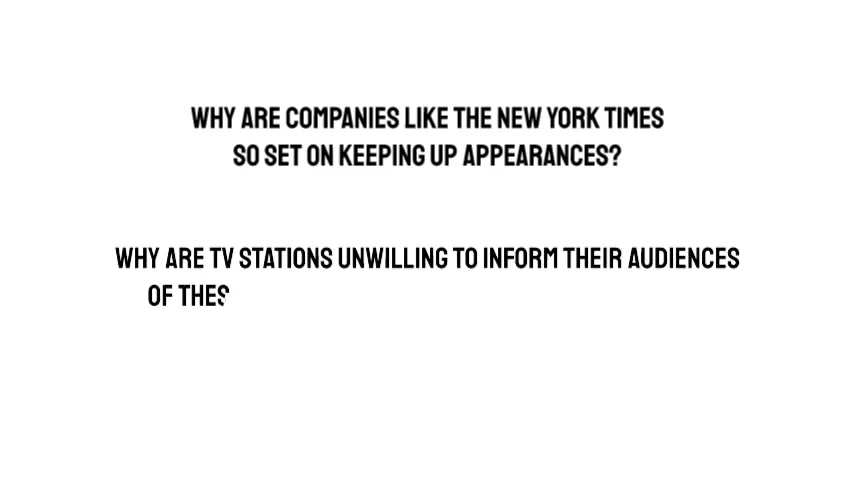 WHY ARE COMPANIES LIKE THE NEW YORK TIMES
SO SET ON KEEPING UP APPEARANCES?
WHY ARE TV STATIONS UNWILLING TO INFORM THEIR AUDIENCES
OF THES